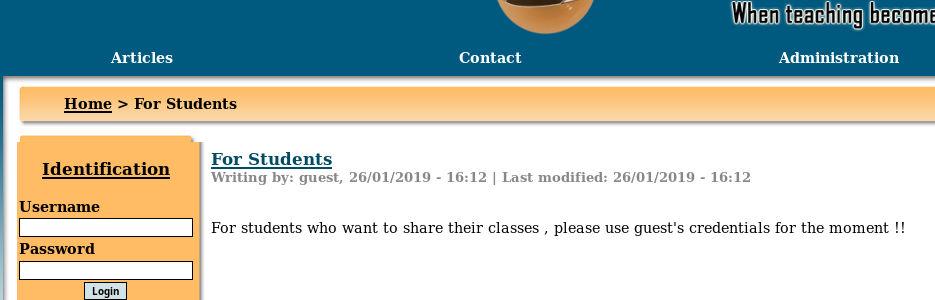 When teaching become
Articles Contact Administration
Home > For Students
Identification
Username
Password
Login
For Students
Writing by: guest, 26/01/2019 - 16:12 | Last modified: 26/01/2019 - 16:12
For students who want to share their classes , please use guest's credentials for the moment !!